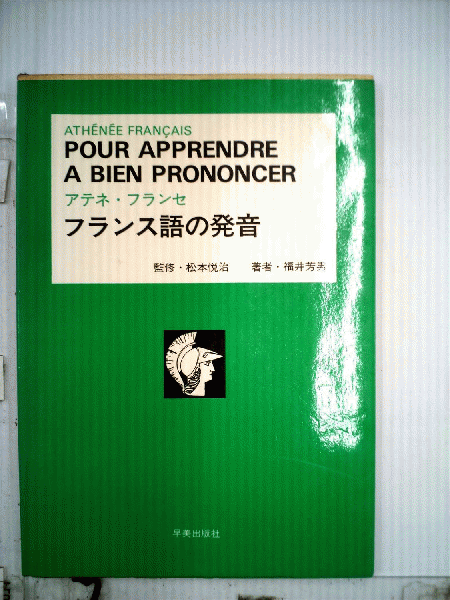 ATHÉNÉE FRANÇAIS
POUR APPRENDRE
A BIEN PRONONCER
アテネ・フランセ
フランス語の発音
監修・松本悦治 著者・福井芳男
早美出版社